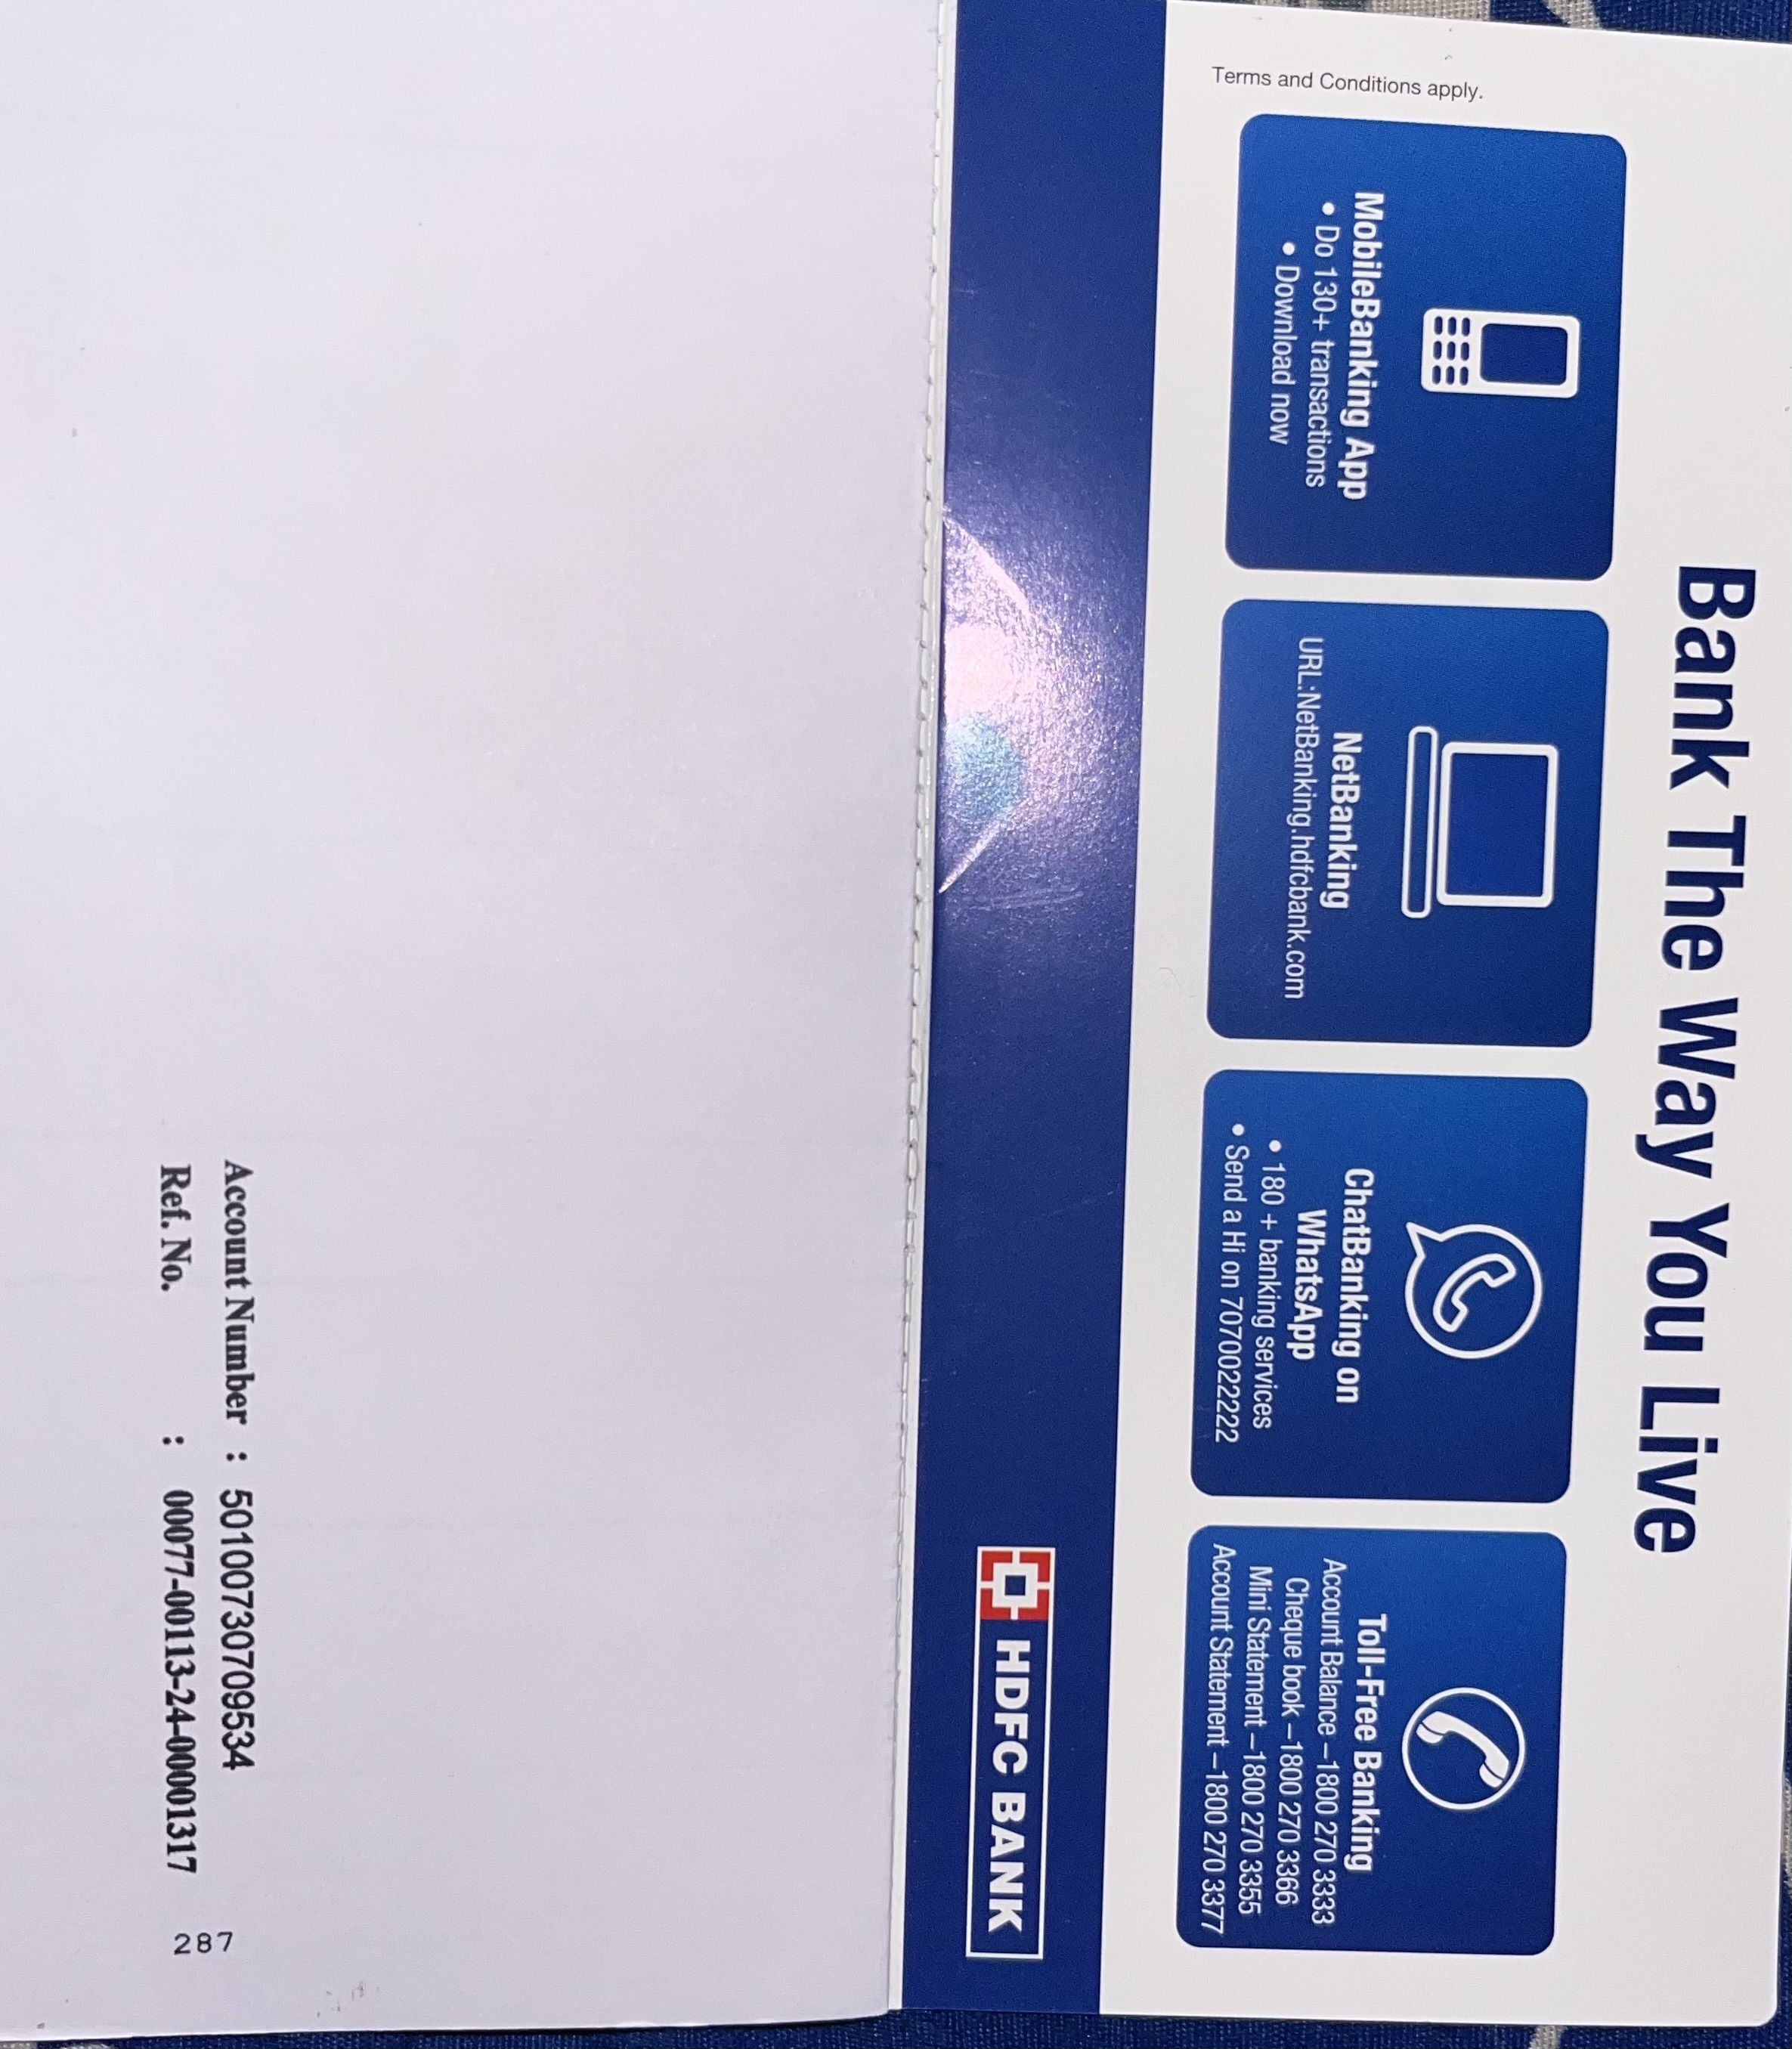 Bank The Way You Live
MobileBanking App
• Do 130+ transactions
• Download now
NetBanking
URL:NetBanking.hdfcbank.com
ChatBanking on
WhatsApp
• 180 + banking services
• Send a Hi on 7070022222
Toll-Free Banking
Account Balance –1800 270 3333
Cheque book –1800 270 3366
Mini Statement –1800 270 3355
Account Statement –1800 270 3377
Terms and Conditions apply.
HDFC BANK
Account Number : 50100730709534
Ref. No. : 00077-00113-24-0001317
287